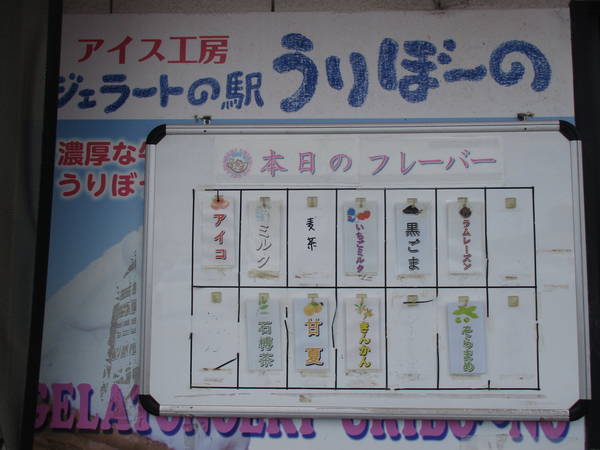 アイス工房
ジェラートの駅 うりぼーの
濃厚な
うりぼ
本日のフレーバー
アイコ
ミルク
麦茶
いちごミルク
黒ごま
ラムレーズン
石榑茶
甘夏
きんかん
そらまめ
GELATONOEKI URIBO-NO